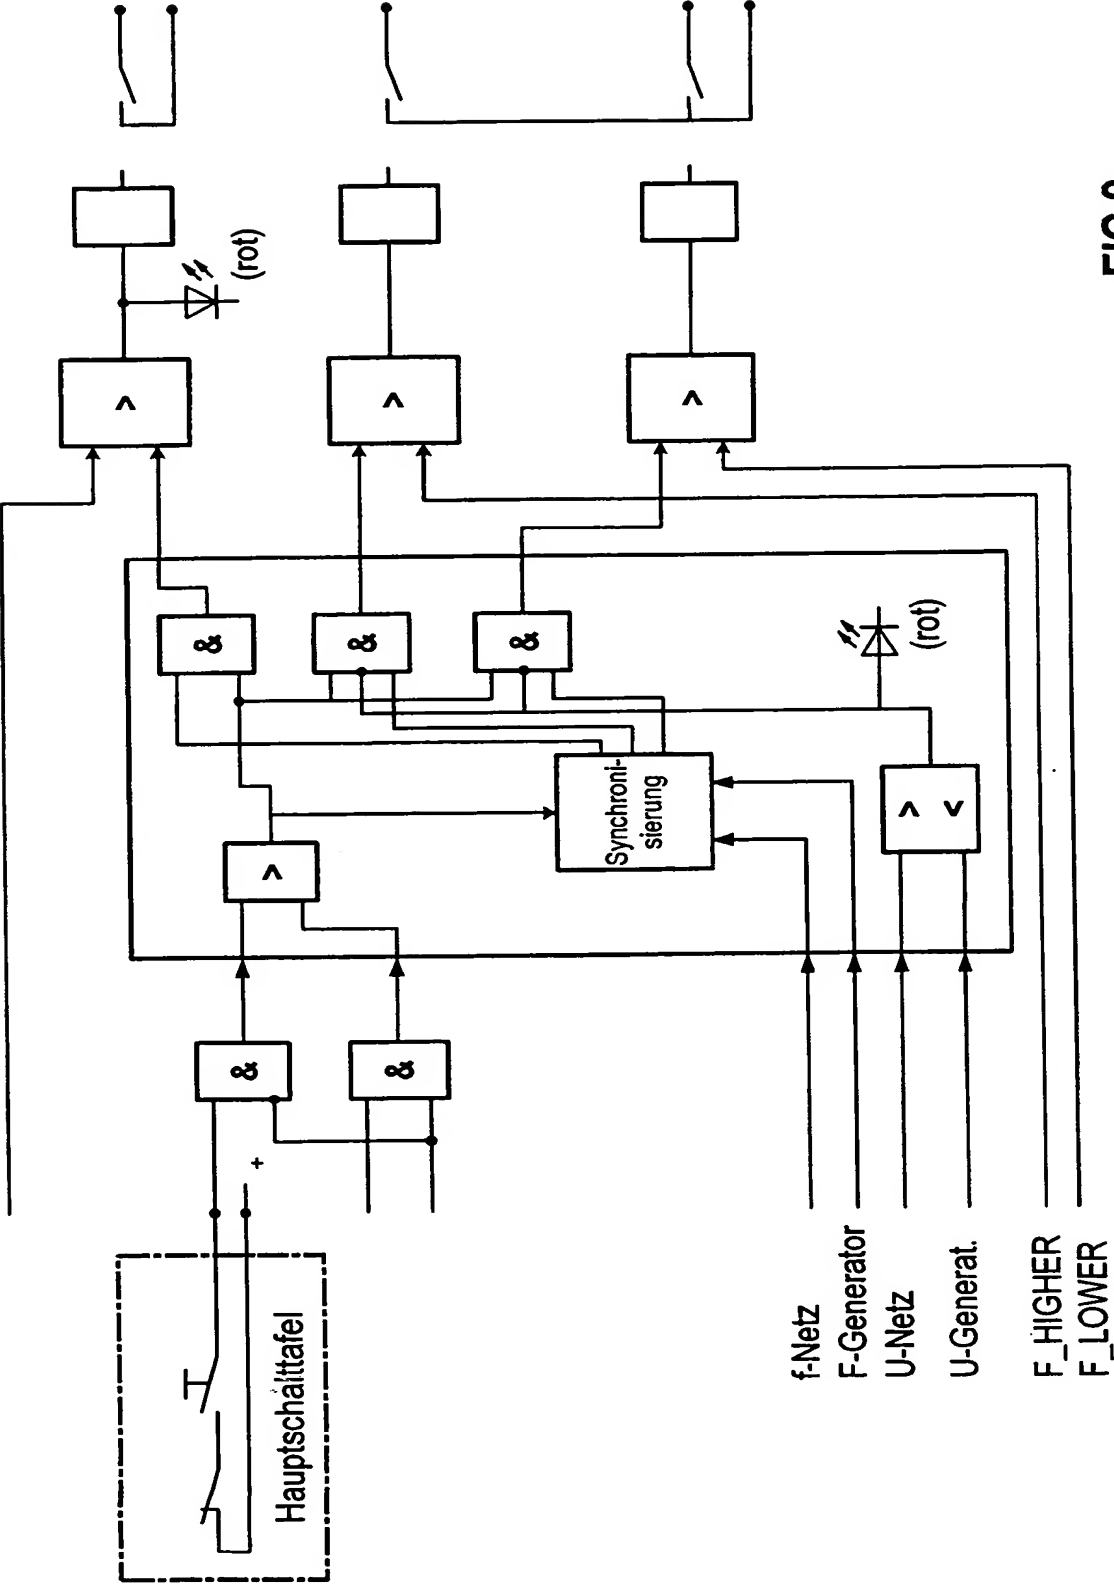 (rot)
>
>
>
&
&
&
(rot)
Synchroni-
sierung
>
> <
&
&
+
Hauptschalttafel
f-Netz
F-Generator
U-Netz
U-Generat.
F_HIGHER
F_LOWER